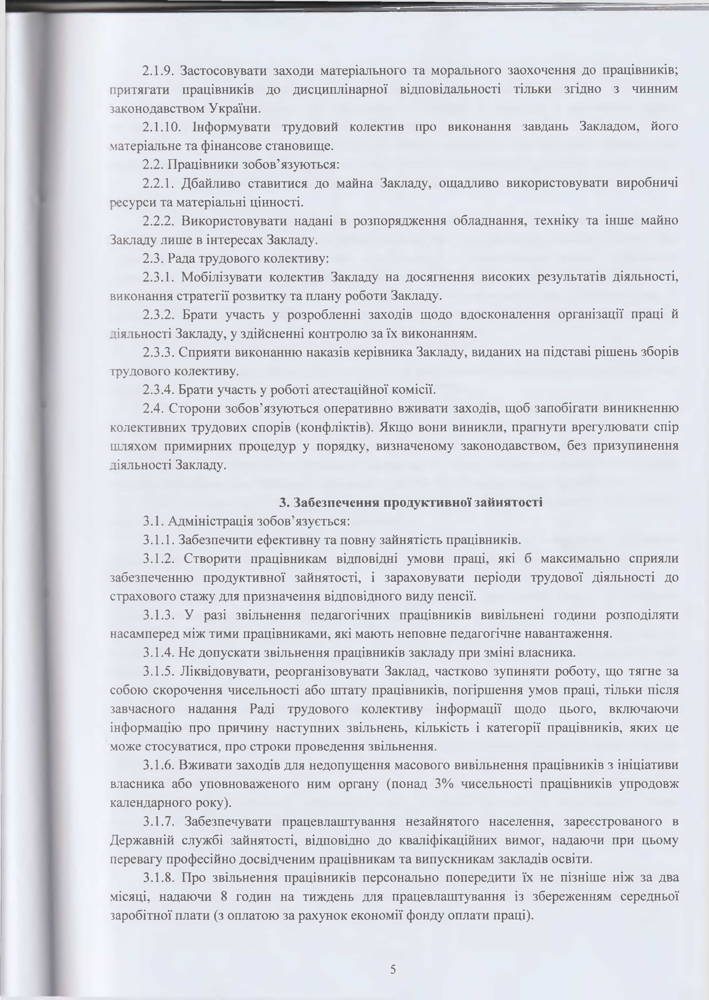 2.1.9. Застосовувати заходи матеріального та морального заохочення до працівників;
притягати працівників до дисциплінарної відповідальності тільки згідно з чинним
законодавством України.
2.1.10. Інформувати трудовий колектив про виконання завдань Закладом, його
матеріальне та фінансове становище.
2.2. Працівники зобов’язуються:
2.2.1. Дбайливо ставитися до майна Закладу, ощадливо використовувати виробничі
ресурси та матеріальні цінності.
2.2.2. Використовувати надані в розпорядження обладнання, техніку та інше майно
Закладу лише в інтересах Закладу.
2.3. Рада трудового колективу:
2.3.1. Мобілізувати колектив Закладу на досягнення високих результатів діяльності,
виконання стратегії розвитку та плану роботи Закладу.
2.3.2. Брати участь у розробленні заходів щодо вдосконалення організації праці й
діяльності Закладу, у здійсненні контролю за їх виконанням.
2.3.3. Сприяти виконанню наказів керівника Закладу, виданих на підставі рішень зборів
трудового колективу.
2.3.4. Брати участь у роботі атестаційної комісії.
2.4. Сторони зобов’язуються оперативно вживати заходів, щоб запобігати виникненню
колективних трудових спорів (конфліктів). Якщо вони виникли, прагнути врегулювати спір
шляхом примирних процедур у порядку, визначеному законодавством, без призупинення
діяльності Закладу.
3. Забезпечення продуктивної зайнятості
3.1. Адміністрація зобов’язується:
3.1.1. Забезпечити ефективну та повну зайнятість працівників.
3.1.2. Створити працівникам відповідні умови праці, які б максимально сприяли
забезпеченню продуктивної зайнятості, і зараховувати періоди трудової діяльності до
страхового стажу для призначення відповідного виду пенсії.
3.1.3. У разі звільнення педагогічних працівників вивільнені години розподіляти
насамперед між тими працівниками, які мають неповне педагогічне навантаження.
3.1.4. Не допускати звільнення працівників закладу при зміні власника.
3.1.5. Ліквідовувати, реорганізовувати Заклад, частково зупиняти роботу, що тягне за
собою скорочення чисельності або штату працівників, погіршення умов праці, тільки після
завчасного надання Раді трудового колективу інформації щодо цього, включаючи
інформацію про причину наступних звільнень, кількість і категорії працівників, яких це
може стосуватися, про строки проведення звільнення.
3.1.6. Вживати заходів для недопущення масового вивільнення працівників з ініціативи
власника або уповноваженого ним органу (понад 3% чисельності працівників упродовж
календарного року).
3.1.7. Забезпечувати працевлаштування незайнятого населення, зареєстрованого в
Державній службі зайнятості, відповідно до кваліфікаційних вимог, надаючи при цьому
перевагу професійно досвідченим працівникам та випускникам закладів освіти.
3.1.8. Про звільнення працівників персонально попередити їх не пізніше ніж за два
місяці, надаючи 8 годин на тиждень для працевлаштування із збереженням середньої
заробітної плати (з оплатою за рахунок економії фонду оплати праці).
5